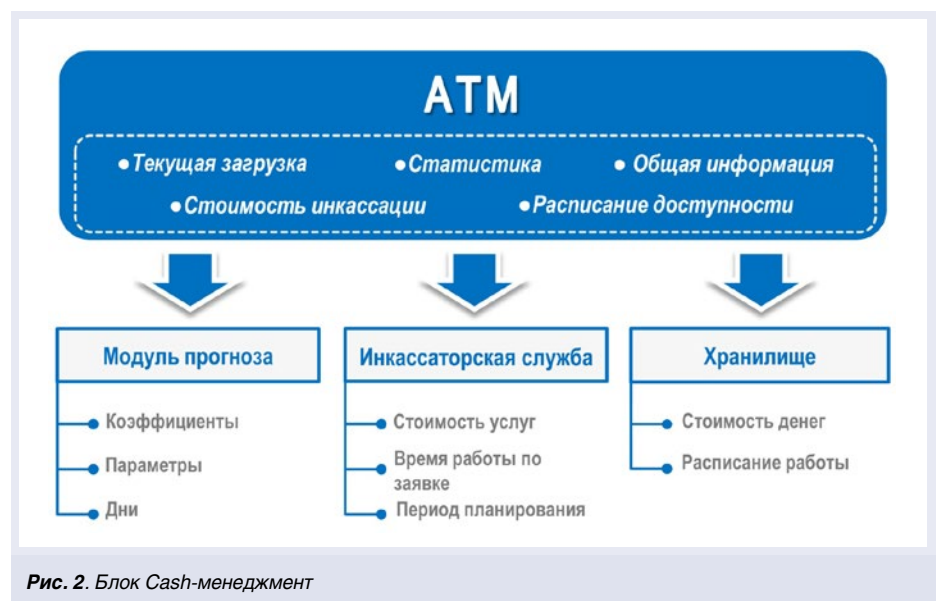 ATM
•Текущая загрузка •Статистика • Общая информация
•Стоимость инкассации •Расписание доступности
Модуль прогноза
Коэффициенты
Параметры
Дни
Инкассаторская служба
Стоимость услуг
Время работы по
заявке
Период планирования
Хранилище
Стоимость денег
Расписание работы
Рис. 2. Блок Cash-менеджмент